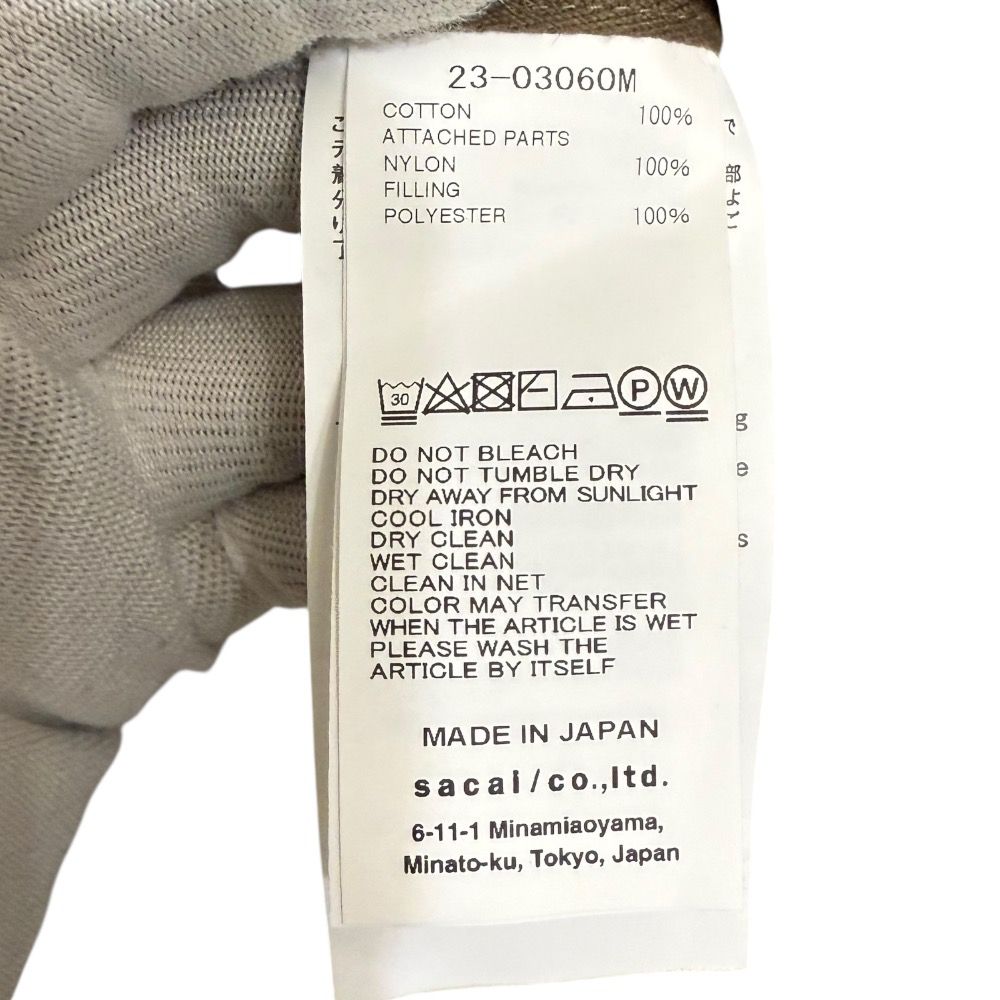 23-03060M
COTTON 100%
ATTACHED PARTS
NYLON 100%
FILLING
POLYESTER 100%
30 P W
DO NOT BLEACH
DO NOT TUMBLE DRY
DRY AWAY FROM SUNLIGHT
COOL IRON
DRY CLEAN
WET CLEAN
CLEAN IN NET
COLOR MAY TRANSFER
WHEN THE ARTICLE IS WET
PLEASE WASH THE
ARTICLE BY ITSELF
MADE IN JAPAN
sacai/co.,ltd.
6-11-1 Minamiaoyama,
Minato-ku, Tokyo, Japan